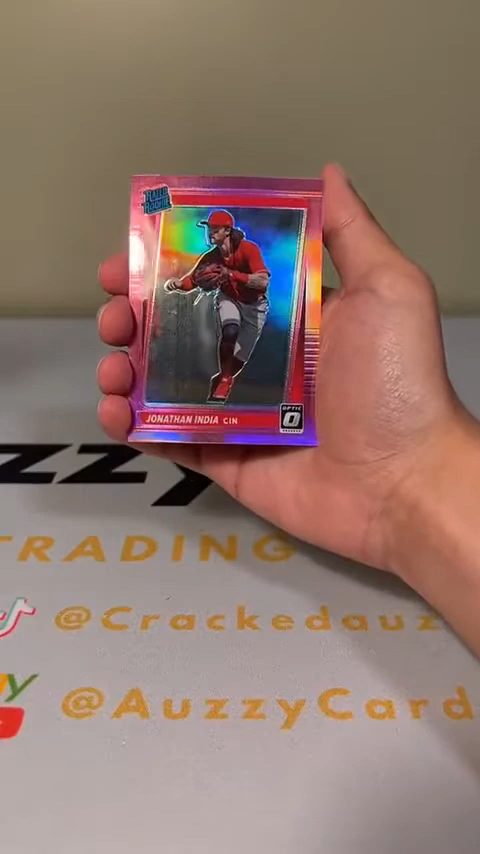 RATED
ROOKIE
JONATHAN INDIA CIN
OPTIC
zzy
TRADING
@Crackedauz
@AuzzyCard